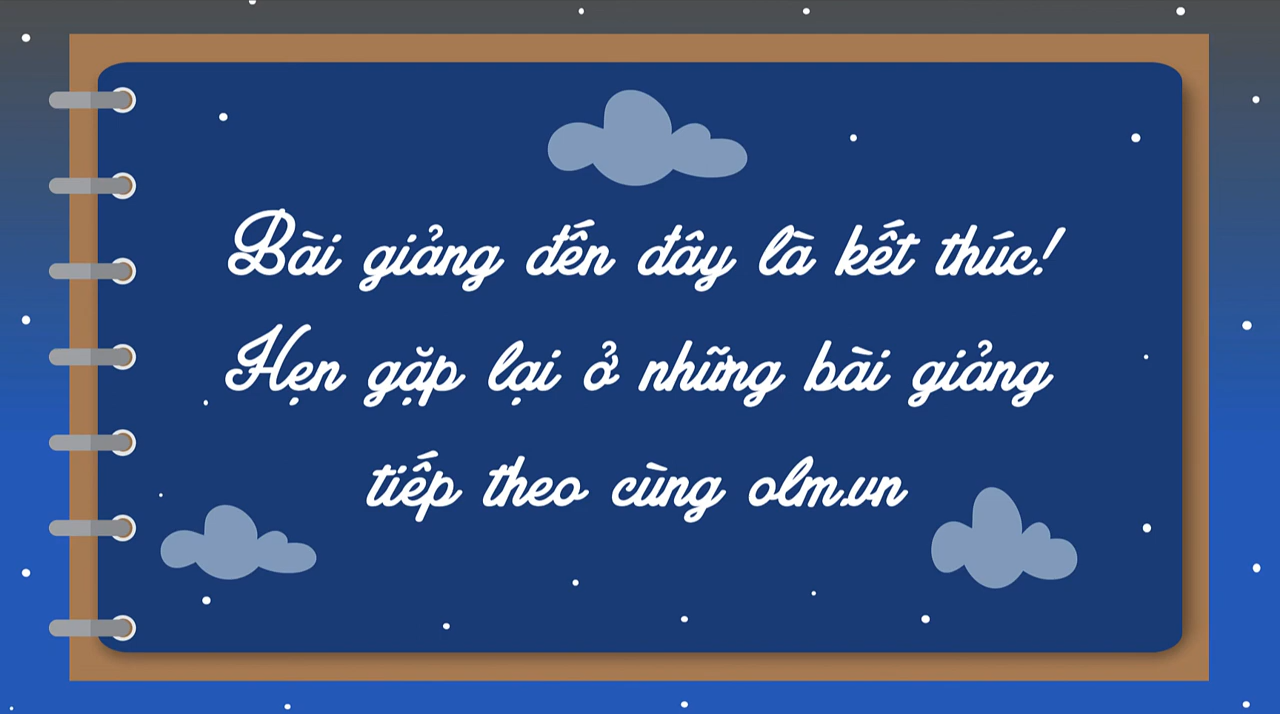 Bài giảng đến đây là kết thúc!
Hẹn gặp lại ở những bài giảng
tiếp theo cùng olm.vn